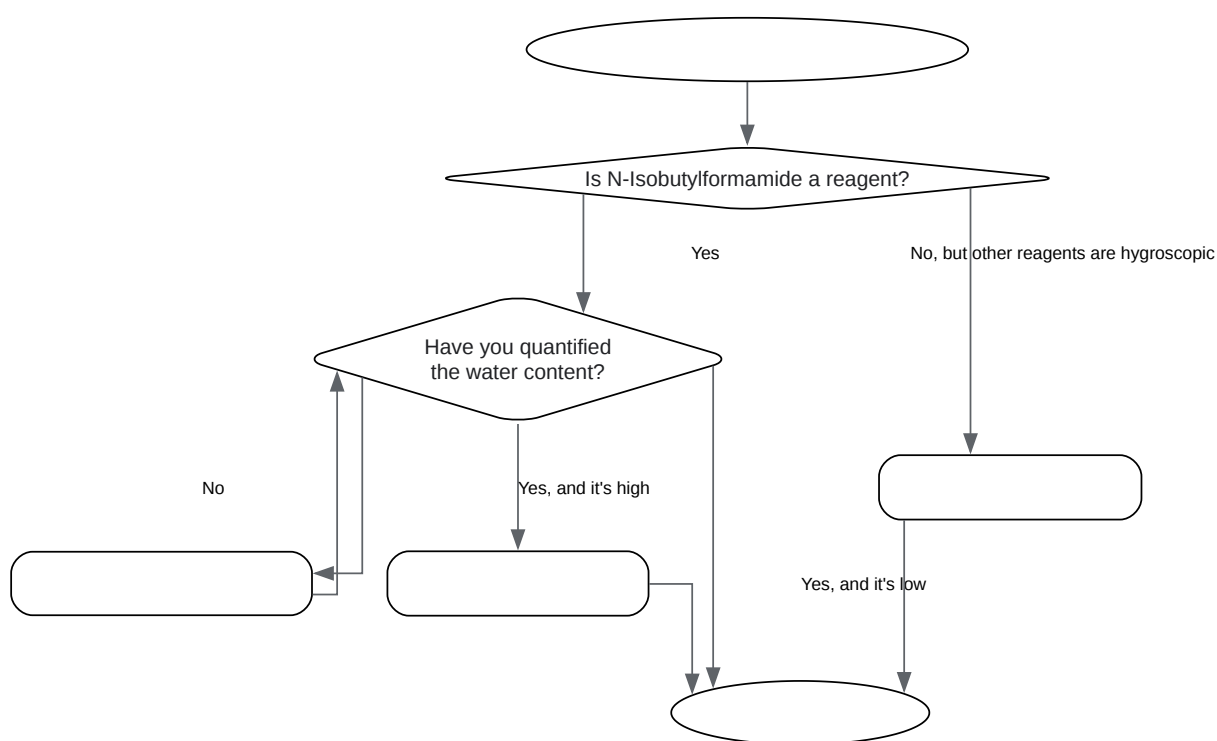 Is N-Isobutylformamide a reagent?
Yes
No, but other reagents are hygroscopic
Have you quantified
the water content?
No
Yes, and it's high
Yes, and it's low